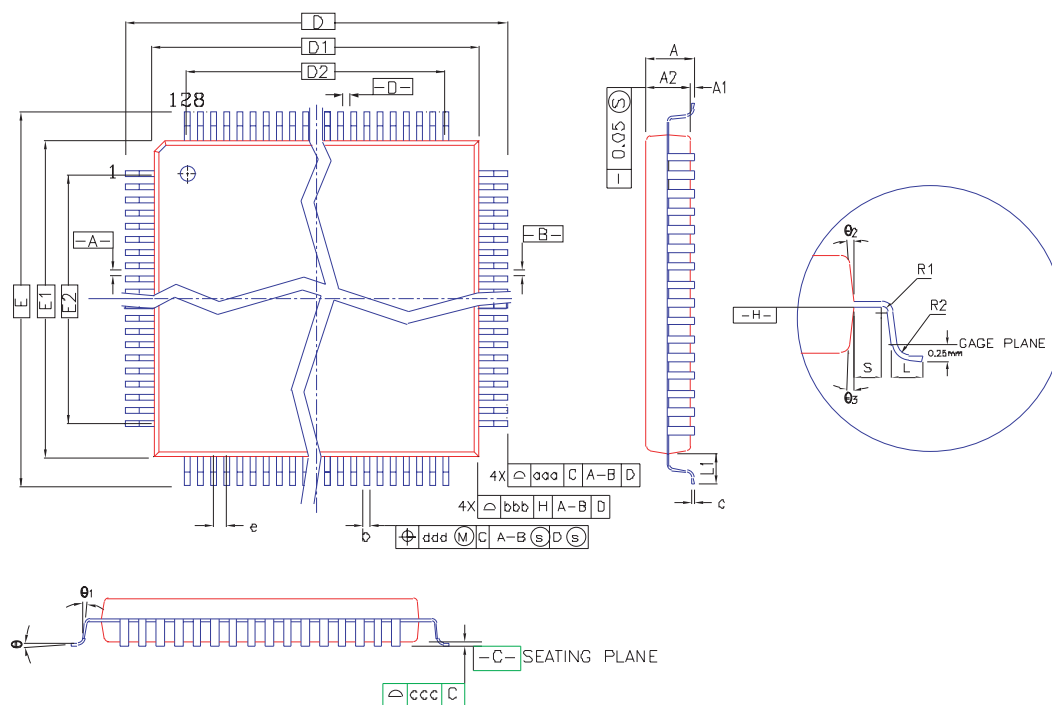 D
D1
D2
-D-
128
1
-A-
-B-
E
E1
E2
e
b
4X ⌓ aaa C A-B D
4X ⌓ bbb H A-B D
⌖ ddd Ⓜ C A-B Ⓢ D Ⓢ
A
A2
A1
- 0.05 Ⓢ
L1
c
θ2
R1
R2
-H-
GAGE PLANE
0.25mm
S
L
θ3
θ1
θ
-C- SEATING PLANE
⌓ ccc C